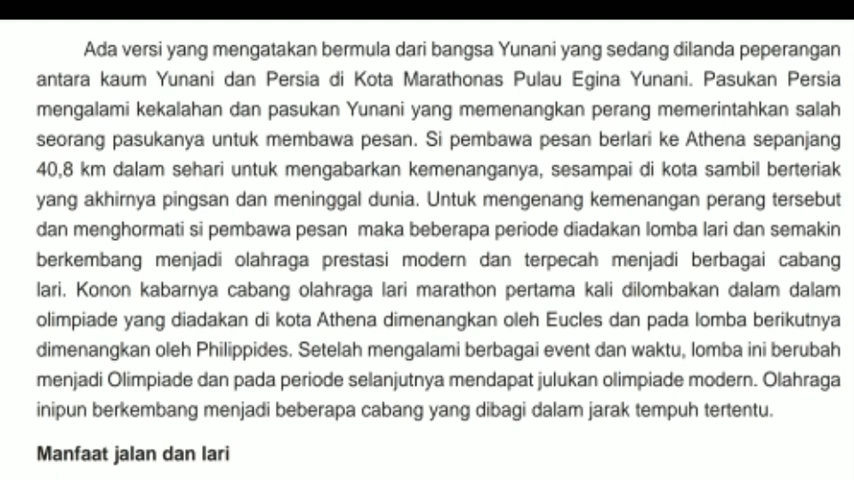 Ada versi yang mengatakan bermula dari bangsa Yunani yang sedang dilanda peperangan
antara kaum Yunani dan Persia di Kota Marathonas Pulau Egina Yunani. Pasukan Persia
mengalami kekalahan dan pasukan Yunani yang memenangkan perang memerintahkan salah
seorang pasukanya untuk membawa pesan. Si pembawa pesan berlari ke Athena sepanjang
40,8 km dalam sehari untuk mengabarkan kemenanganya, sesampai di kota sambil berteriak
yang akhirnya pingsan dan meninggal dunia. Untuk mengenang kemenangan perang tersebut
dan menghormati si pembawa pesan maka beberapa periode diadakan lomba lari dan semakin
berkembang menjadi olahraga prestasi modern dan terpecah menjadi berbagai cabang
lari. Konon kabarnya cabang olahraga lari marathon pertama kali dilombakan dalam dalam
olimpiade yang diadakan di kota Athena dimenangkan oleh Eucles dan pada lomba berikutnya
dimenangkan oleh Philippides. Setelah mengalami berbagai event dan waktu, lomba ini berubah
menjadi Olimpiade dan pada periode selanjutnya mendapat julukan olimpiade modern. Olahraga
inipun berkembang menjadi beberapa cabang yang dibagi dalam jarak tempuh tertentu.
Manfaat jalan dan lari